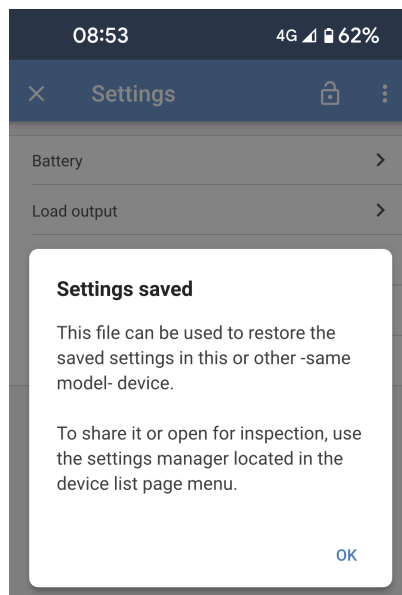 08:53 4G 62%
Settings
Battery
Load output
Settings saved
This file can be used to restore the
saved settings in this or other -same
model- device.
To share it or open for inspection, use
the settings manager located in the
device list page menu.
OK